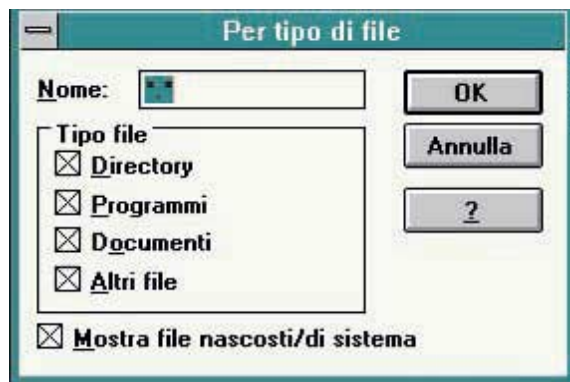 Per tipo di file
Nome: *.*
OK
Tipo file
Annulla
Directory
Programmi
?
Documenti
Altri file
Mostra file nascosti/di sistema